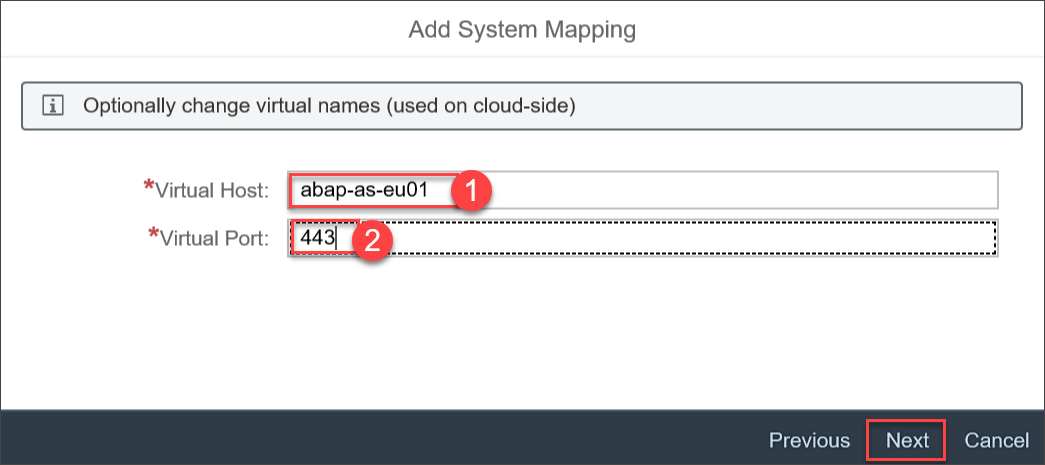 Add System Mapping
i Optionally change virtual names (used on cloud-side)
*Virtual Host: abap-as-eu01 1
*Virtual Port: 443 2
Previous Next Cancel